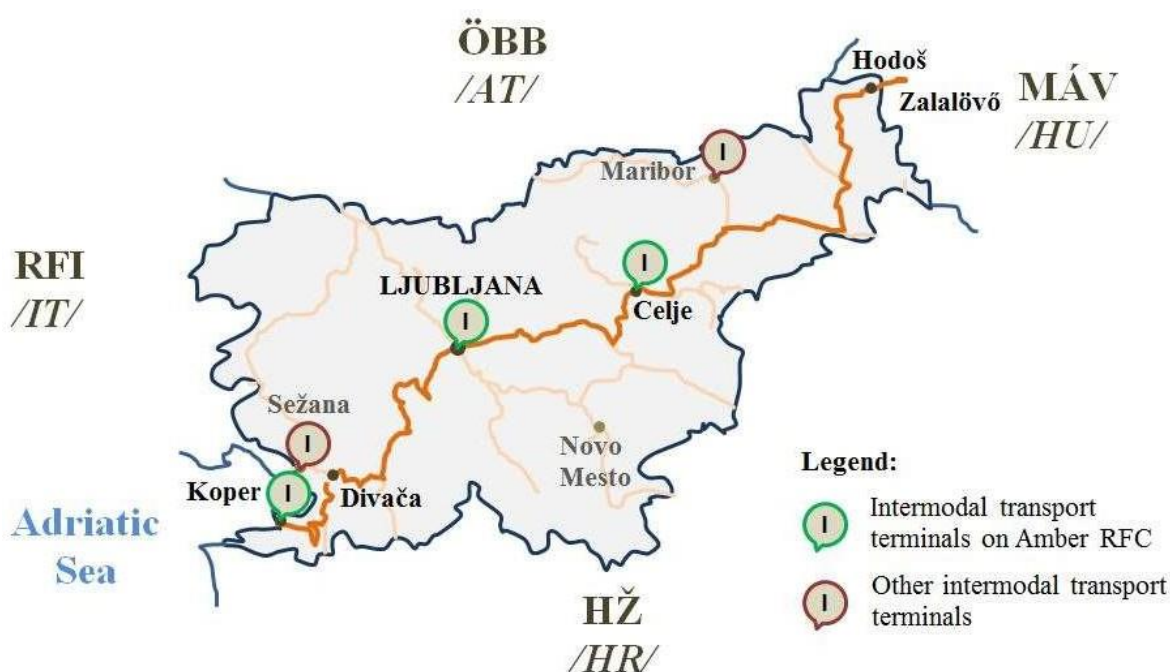 ÖBB
/AT/
Hodoš
Zalalövő
MÁV
/HU/
I
Maribor
RFI
/IT/
I
LJUBLJANA
Celje
I
Sežana
I
Novo
Mesto
Koper
I
Divača
Adriatic
Sea
HŽ
/HR/
Legend:
I
Intermodal transport
terminals on Amber RFC
I
Other intermodal transport
terminals